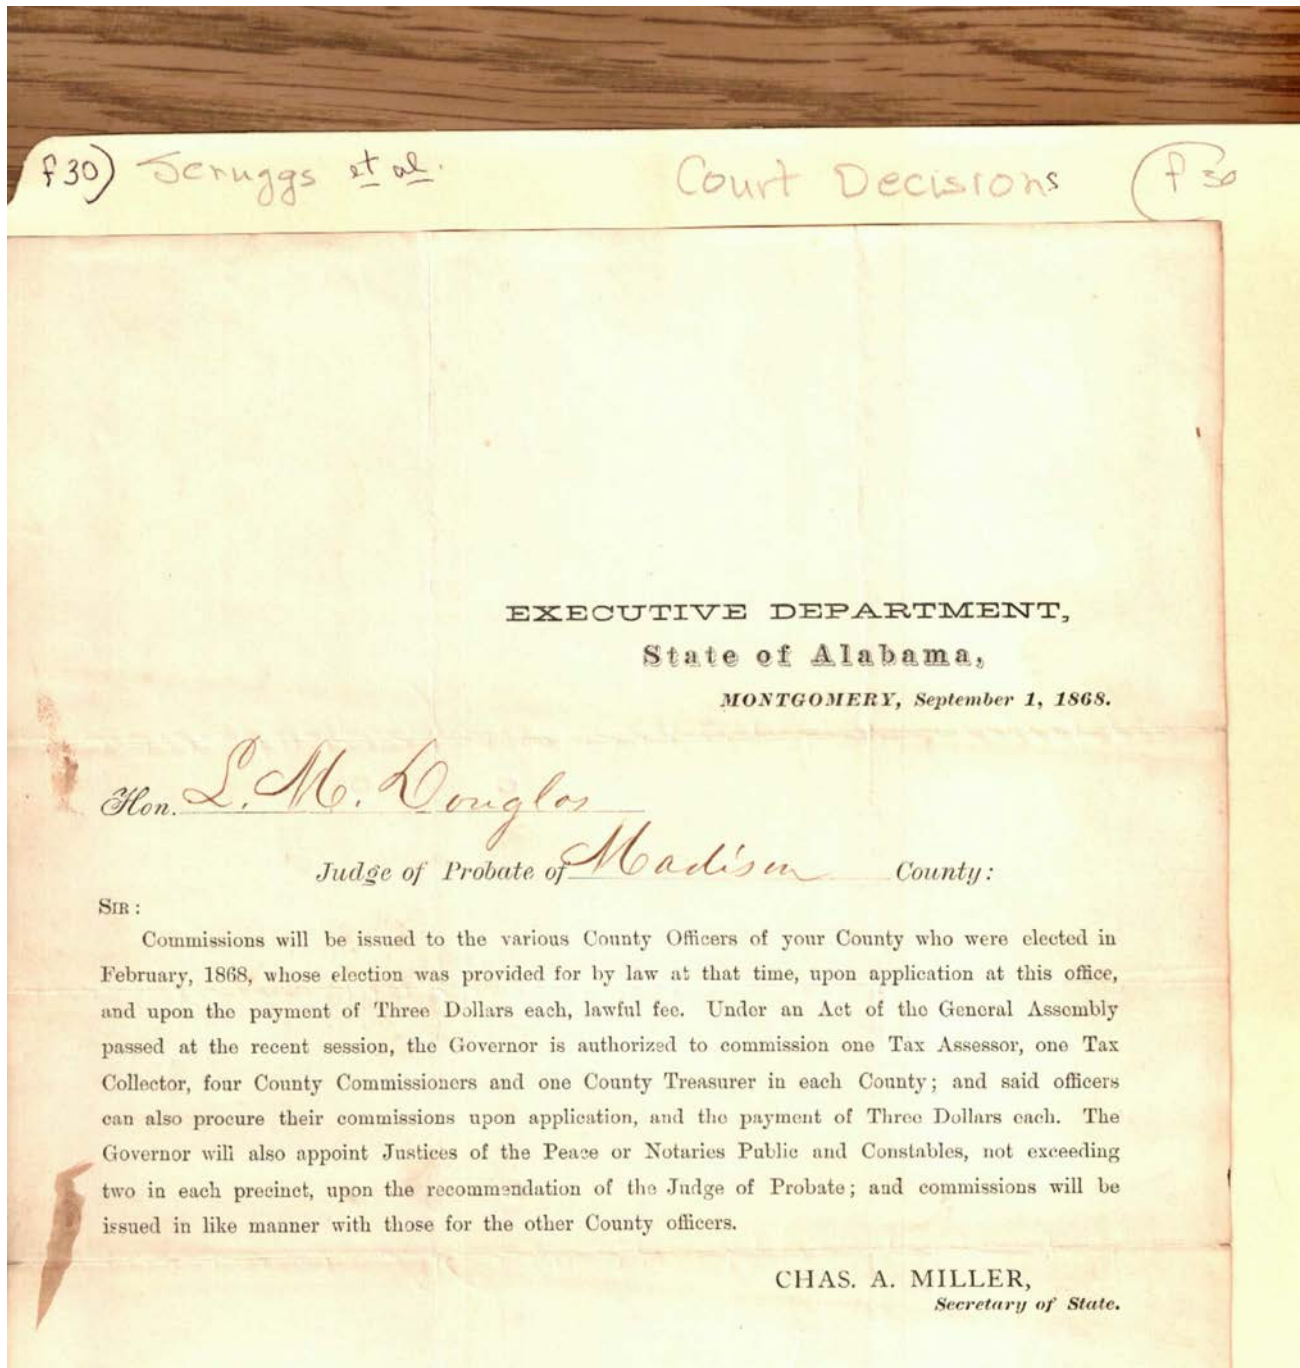 f 30) Scruggs et al. Court Decisions f 30
EXECUTIVE DEPARTMENT,
State of Alabama,
MONTGOMERY, September 1, 1868.
Hon. L. M. Douglas
Judge of Probate of Madison County:
SIR:
Commissions will be issued to the various County Officers of your County who were elected in
February, 1868, whose election was provided for by law at that time, upon application at this office,
and upon the payment of Three Dollars each, lawful fee. Under an Act of the General Assembly
passed at the recent session, the Governor is authorized to commission one Tax Assessor, one Tax
Collector, four County Commissioners and one County Treasurer in each County; and said officers
can also procure their commissions upon application, and the payment of Three Dollars each. The
Governor will also appoint Justices of the Peace or Notaries Public and Constables, not exceeding
two in each precinct, upon the recommendation of the Judge of Probate; and commissions will be
issued in like manner with those for the other County officers.
CHAS. A. MILLER,
Secretary of State.